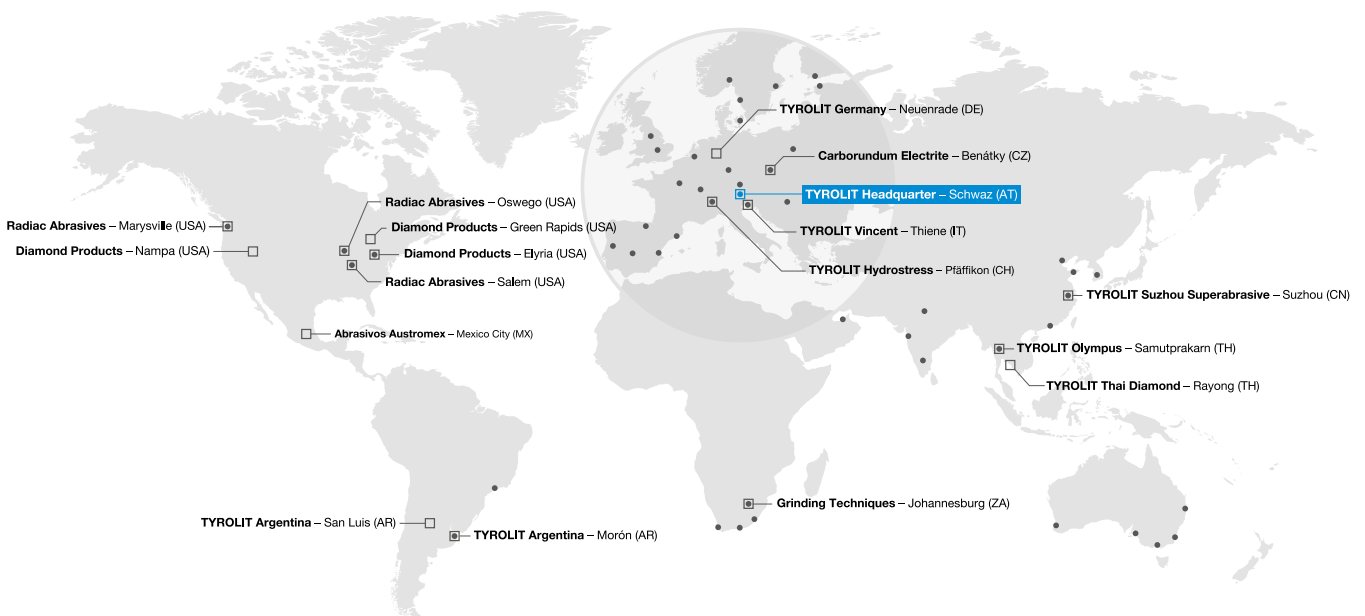 TYROLIT Germany – Neuenrade (DE)
Carborundum Electrite – Benátky (CZ)
TYROLIT Headquarter – Schwaz (AT)
Radiac Abrasives – Oswego (USA)
Radiac Abrasives – Marysville (USA)
Diamond Products – Green Rapids (USA)
TYROLIT Vincent – Thiene (IT)
Diamond Products – Nampa (USA)
Diamond Products – Elyria (USA)
TYROLIT Hydrostress – Pfäffikon (CH)
Radiac Abrasives – Salem (USA)
TYROLIT Suzhou Superabrasive – Suzhou (CN)
Abrasivos Austromex – Mexico City (MX)
TYROLIT Olympus – Samutprakarn (TH)
TYROLIT Thai Diamond – Rayong (TH)
Grinding Techniques – Johannesburg (ZA)
TYROLIT Argentina – San Luis (AR)
TYROLIT Argentina – Morón (AR)